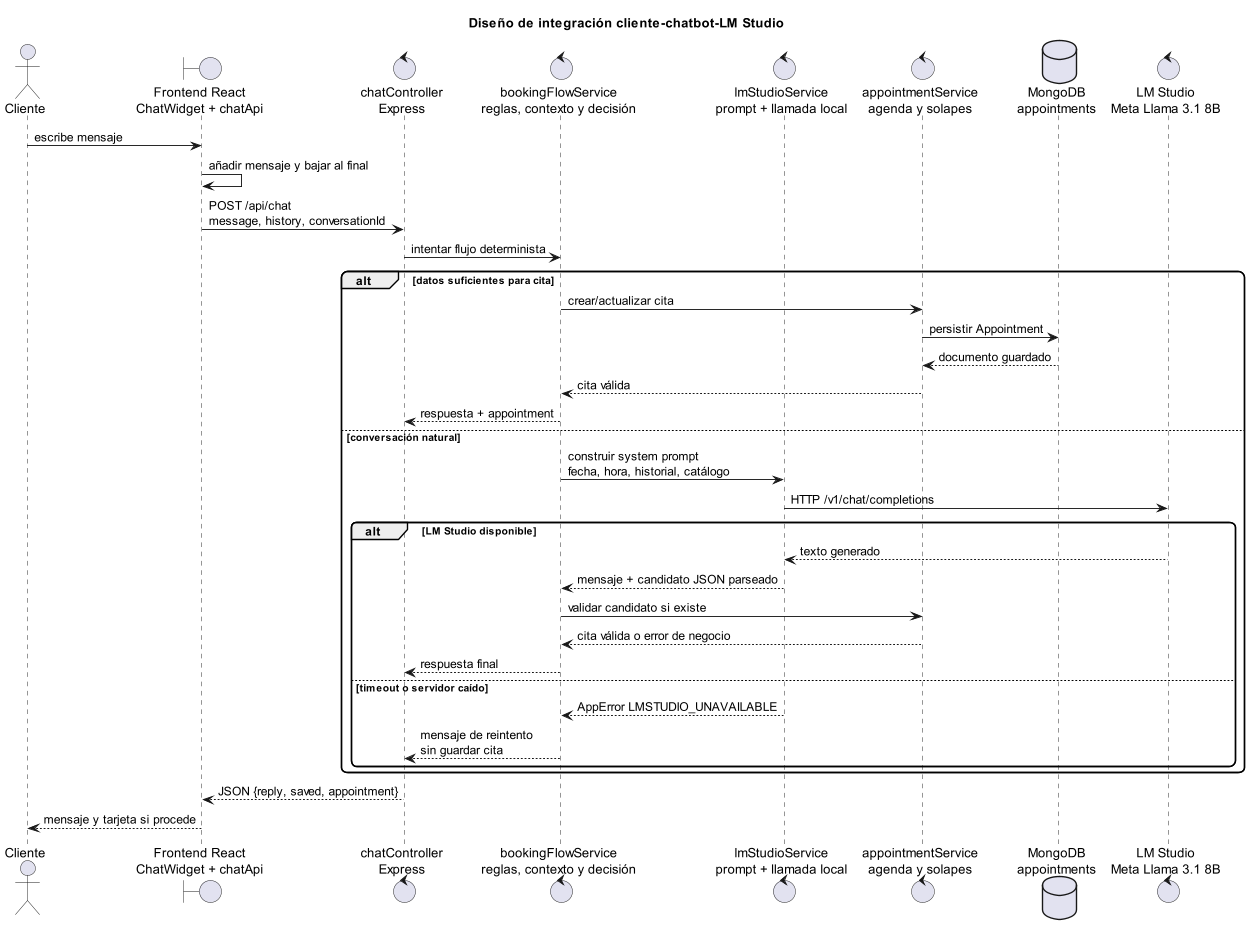 Diseño de integración cliente-chatbot-LM Studio
Cliente
Frontend React
ChatWidget + chatApi
chatController
Express
bookingFlowService
reglas, contexto y decisión
lmStudioService
prompt + llamada local
appointmentService
agenda y solapes
MongoDB
appointments
LM Studio
Meta Llama 3.1 8B
escribe mensaje
añadir mensaje y bajar al final
POST /api/chat
message, history, conversationId
intentar flujo determinista
alt
[datos suficientes para cita]
crear/actualizar cita
persistir Appointment
documento guardado
cita válida
respuesta + appointment
[conversación natural]
construir system prompt
fecha, hora, historial, catálogo
HTTP /v1/chat/completions
alt
[LM Studio disponible]
texto generado
mensaje + candidato JSON parseado
validar candidato si existe
cita válida o error de negocio
respuesta final
[timeout o servidor caído]
AppError LMSTUDIO_UNAVAILABLE
mensaje de reintento
sin guardar cita
JSON {reply, saved, appointment}
mensaje y tarjeta si procede
Cliente
Frontend React
ChatWidget + chatApi
chatController
Express
bookingFlowService
reglas, contexto y decisión
lmStudioService
prompt + llamada local
appointmentService
agenda y solapes
MongoDB
appointments
LM Studio
Meta Llama 3.1 8B